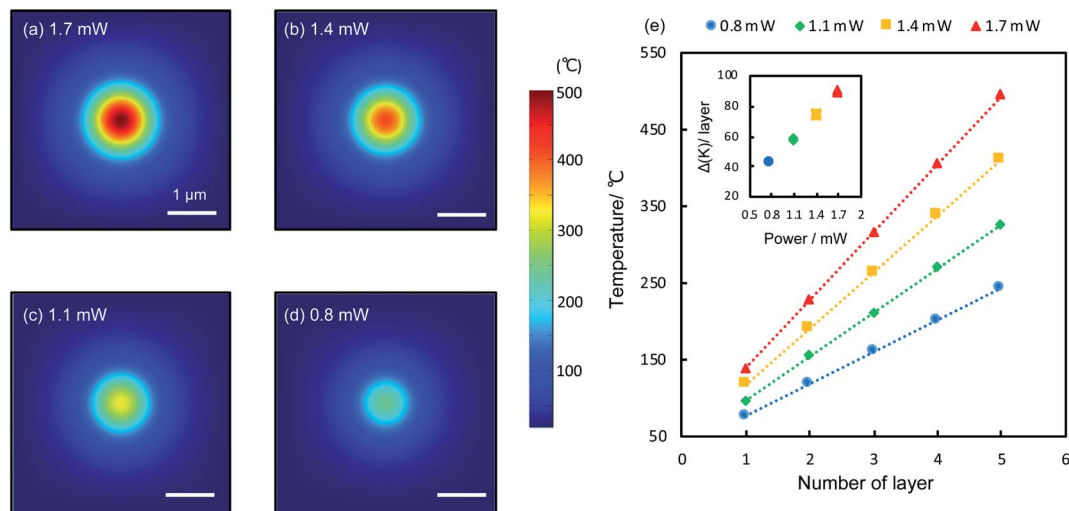 (a) 1.7 mW
(b) 1.4 mW
1 μm
(c) 1.1 mW
(d) 0.8 mW
(℃)
500
400
300
200
100
(e)
0.8 mW
1.1 mW
1.4 mW
1.7 mW
550
450
350
250
150
50
Temperature/ ℃
0
1
2
3
4
5
6
Number of layer
100
80
60
40
20
Δ(K)/ layer
0.5
0.8
1.1
1.4
1.7
2
Power / mW